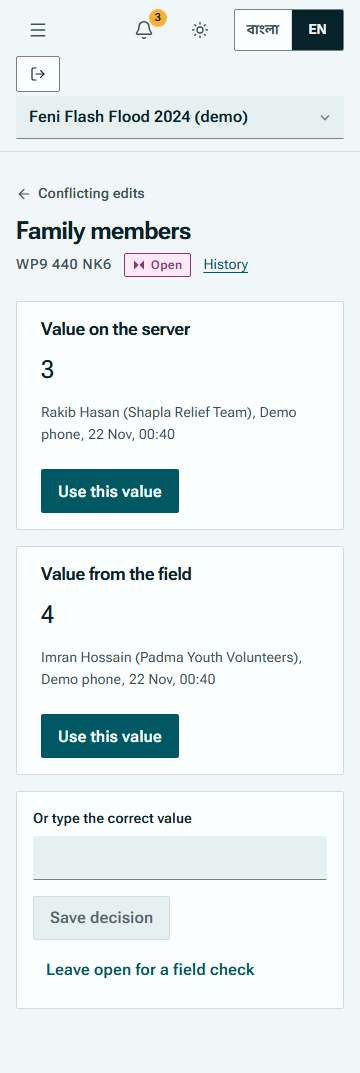 3
বাংলা
EN
Feni Flash Flood 2024 (demo)
Conflicting edits
Family members
WP9 440 NK6
Open
History
Value on the server
3
Rakib Hasan (Shapla Relief Team), Demo
phone, 22 Nov, 00:40
Use this value
Value from the field
4
Imran Hossain (Padma Youth Volunteers),
Demo phone, 22 Nov, 00:40
Use this value
Or type the correct value
Save decision
Leave open for a field check